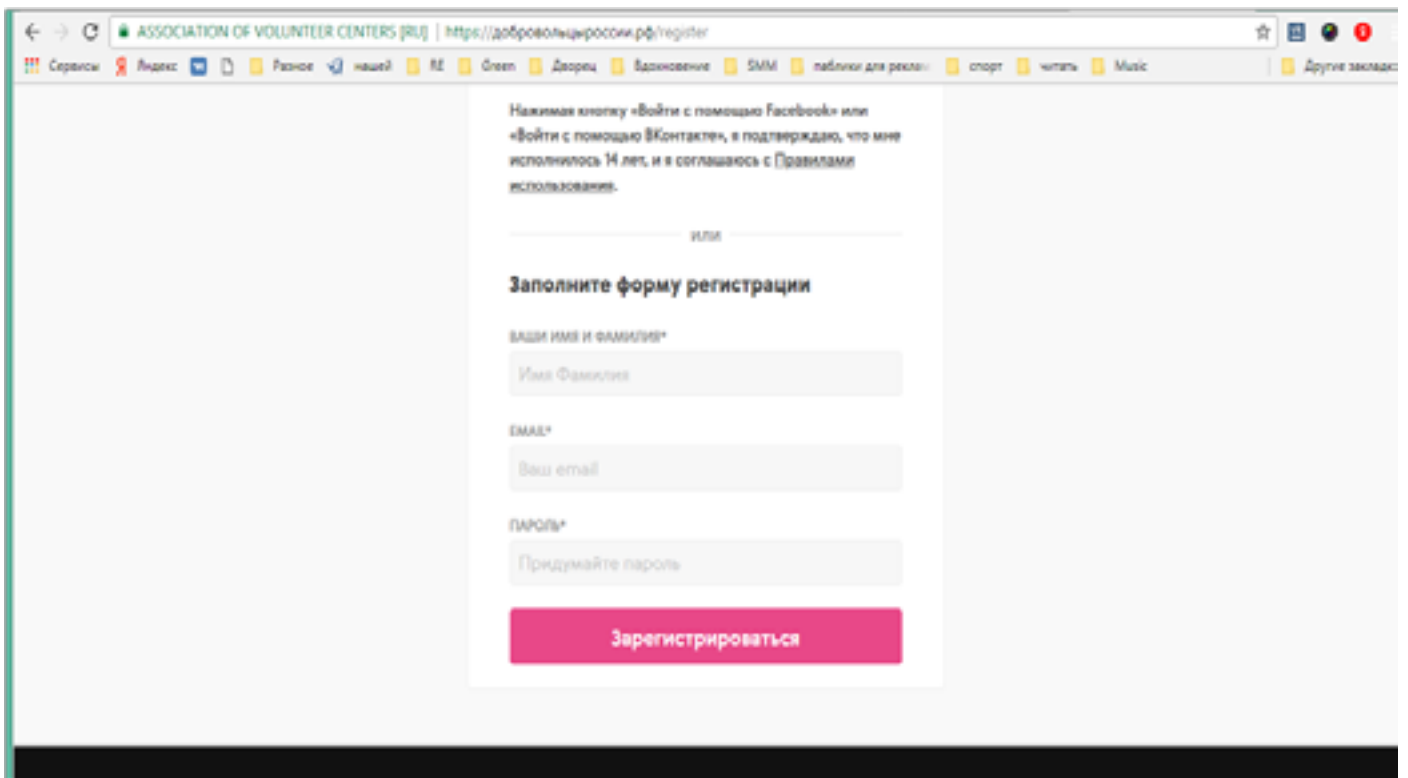 ASSOCIATION OF VOLUNTEER CENTERS [RU] | https://добровольцыроссии.рф/register
Сервисы Яндекс Разное нашей Green Дворец Вдохновение SMM паблики для реклам спорт читать Music Другие закладк
Нажимая кнопку «Войти с помощью Facebook» или
«Войти с помощью ВКонтакте», я подтверждаю, что мне
исполнилось 14 лет, и я соглашаюсь с Правилами
использования.
или
Заполните форму регистрации
ВАШИ ИМЯ И ФАМИЛИЯ*
Имя Фамилия
EMAIL*
Ваш email
ПАРОЛЬ*
Придумайте пароль
Зарегистрироваться